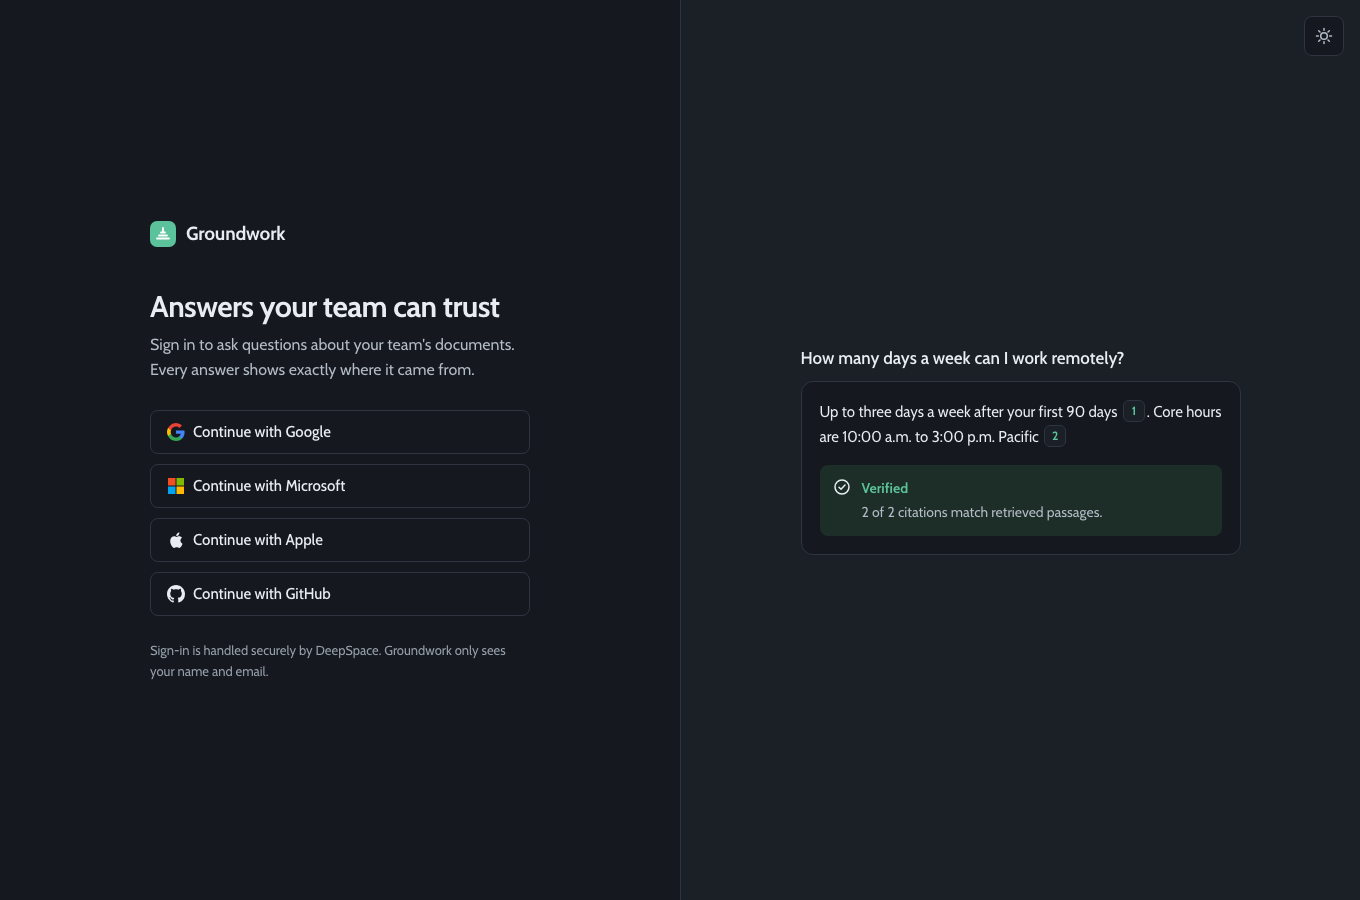 Groundwork
Answers your team can trust
Sign in to ask questions about your team's documents.
Every answer shows exactly where it came from.
Continue with Google
Continue with Microsoft
Continue with Apple
Continue with GitHub
Sign-in is handled securely by DeepSpace. Groundwork only sees
your name and email.
How many days a week can I work remotely?
Up to three days a week after your first 90 days 1 . Core hours
are 10:00 a.m. to 3:00 p.m. Pacific 2
Verified
2 of 2 citations match retrieved passages.